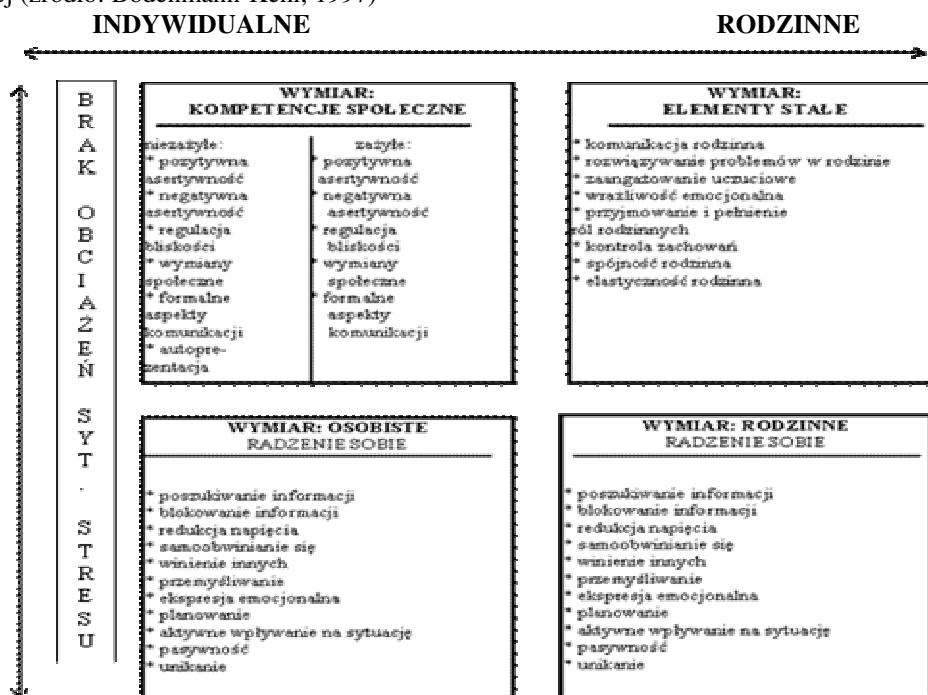 ej (źródło: Bodenmann-Kehl, 1997)
INDYWIDUALNE
RODZINNE
BRAK OBCIĄŻEŃ SYT. STRESU
WYMIAR:
KOMPETENCJE SPOŁECZNE
niezażyłe:
* pozytywna
asertywność
* negatywna
asertywność
* regulacja
bliskości
* wymiany
społeczne
* formalne
aspekty
komunikacji
* autopre-
zentacja
zażyłe:
* pozytywna
asertywność
* negatywna
asertywność
* regulacja
bliskości
* wymiany
społeczne
* formalne
aspekty
komunikacji
WYMIAR:
ELEMENTY STAŁE
* komunikacja rodzinna
* rozwiązywanie problemów w rodzinie
* zaangażowanie uczuciowe
* wrażliwość emocjonalna
* przyjmowanie i pełnienie
ról rodzinnych
* kontrola zachowań
* spójność rodzinna
* elastyczność rodzinna
WYMIAR: OSOBISTE
RADZENIE SOBIE
* poszukiwanie informacji
* blokowanie informacji
* redukcja napięcia
* samoobwinianie się
* winienie innych
* przemyśliwanie
* ekspresja emocjonalna
* planowanie
* aktywne wpływanie na sytuację
* pasywność
* unikanie
WYMIAR: RODZINNE
RADZENIE SOBIE
* poszukiwanie informacji
* blokowanie informacji
* redukcja napięcia
* samoobwinianie się
* winienie innych
* przemyśliwanie
* ekspresja emocjonalna
* planowanie
* aktywne wpływanie na sytuację
* pasywność
* unikanie